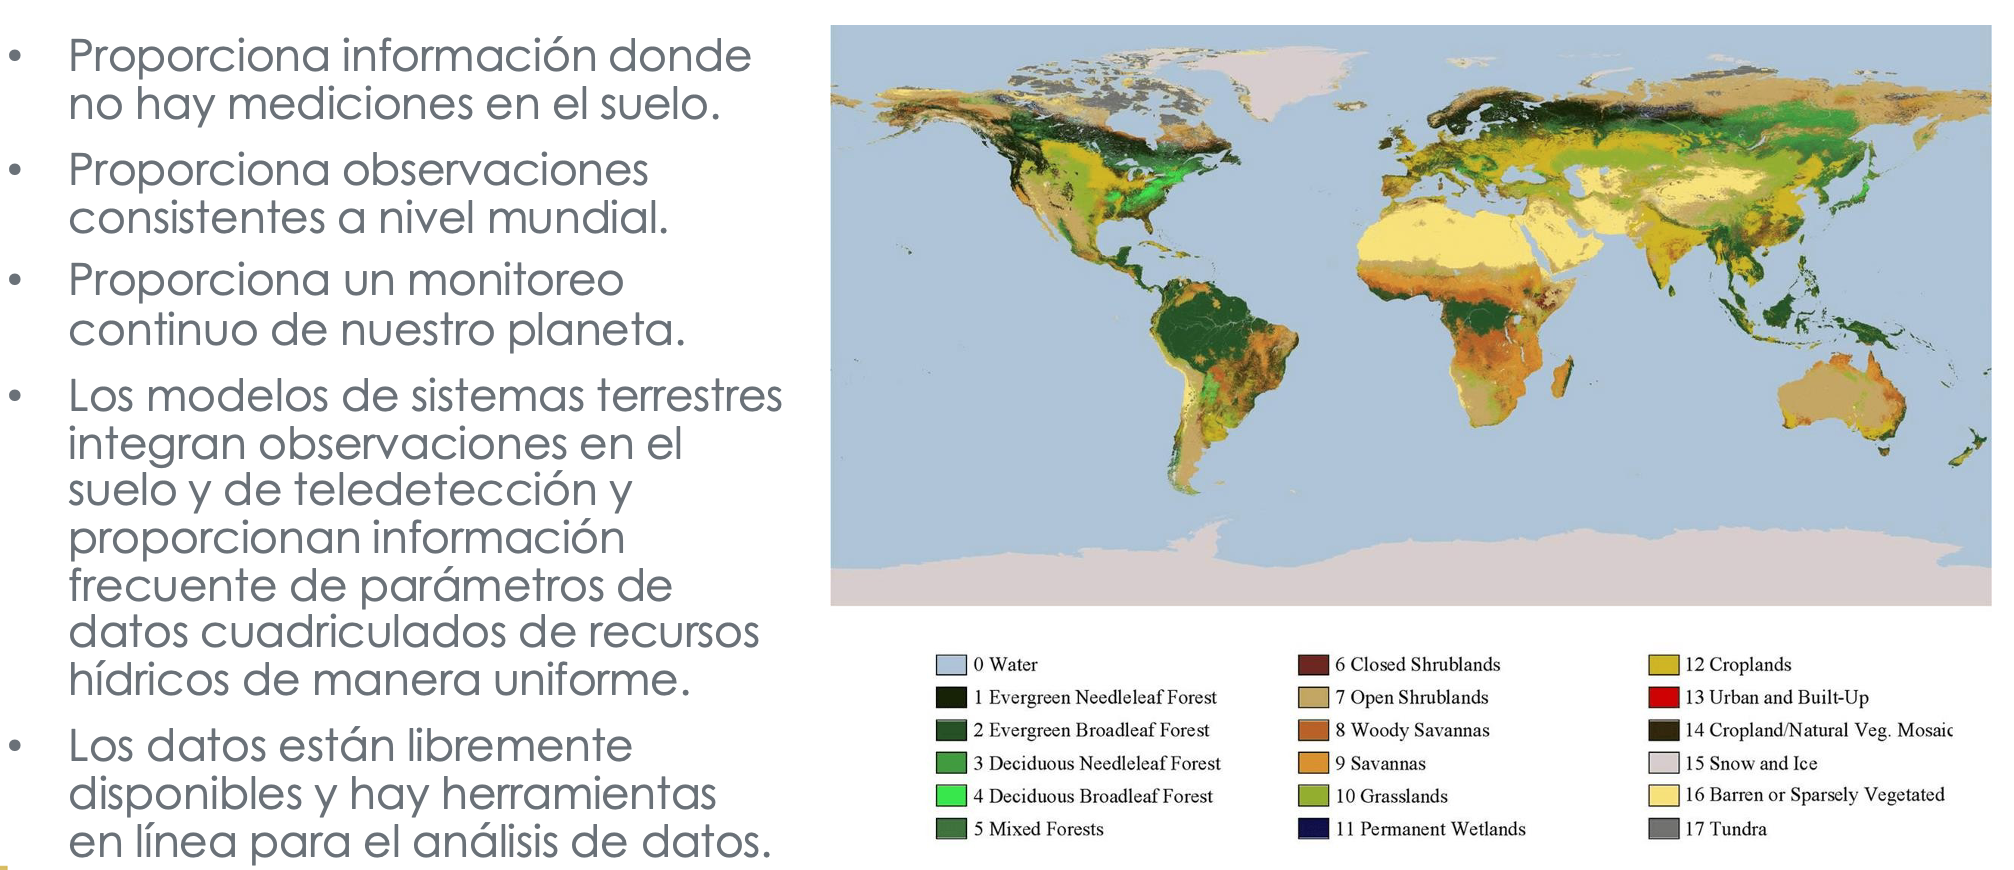 • Proporciona información donde
no hay mediciones en el suelo.
• Proporciona observaciones
consistentes a nivel mundial.
• Proporciona un monitoreo
continuo de nuestro planeta.
• Los modelos de sistemas terrestres
integran observaciones en el
suelo y de teledetección y
proporcionan información
frecuente de parámetros de
datos cuadriculados de recursos
hídricos de manera uniforme.
• Los datos están libremente
disponibles y hay herramientas
en línea para el análisis de datos.
0 Water
1 Evergreen Needleleaf Forest
2 Evergreen Broadleaf Forest
3 Deciduous Needleleaf Forest
4 Deciduous Broadleaf Forest
5 Mixed Forests
6 Closed Shrublands
7 Open Shrublands
8 Woody Savannas
9 Savannas
10 Grasslands
11 Permanent Wetlands
12 Croplands
13 Urban and Built-Up
14 Cropland/Natural Veg. Mosaic
15 Snow and Ice
16 Barren or Sparsely Vegetated
17 Tundra